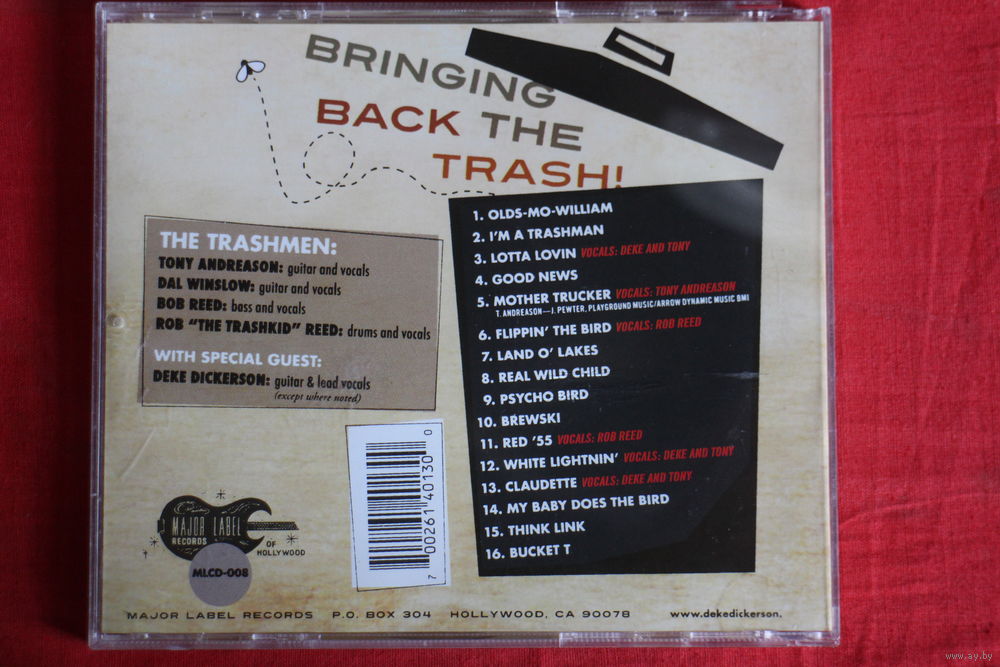 BRINGING
BACK THE
TRASH!
THE TRASHMEN:
TONY ANDREASON: guitar and vocals
DAL WINSLOW: guitar and vocals
BOB REED: bass and vocals
ROB "THE TRASHKID" REED: drums and vocals
WITH SPECIAL GUEST:
DEKE DICKERSON: guitar & lead vocals
(except where noted)
1. OLDS-MO-WILLIAM
2. I'M A TRASHMAN
3. LOTTA LOVIN VOCALS: DEKE AND TONY
4. GOOD NEWS
5. MOTHER TRUCKER VOCALS: TONY ANDREASON
T. ANDREASON—J. PEWTER, PLAYGROUND MUSIC/ARROW DYNAMIC MUSIC BMI
6. FLIPPIN' THE BIRD VOCALS: ROB REED
7. LAND O' LAKES
8. REAL WILD CHILD
9. PSYCHO BIRD
10. BREWSKI
11. RED '55 VOCALS: ROB REED
12. WHITE LIGHTNIN' VOCALS: DEKE AND TONY
13. CLAUDETTE VOCALS: DEKE AND TONY
14. MY BABY DOES THE BIRD
15. THINK LINK
16. BUCKET T
7 00261 40130 0
MAJOR LABEL
RECORDS
OF
HOLLYWOOD
MLCD-008
MAJOR LABEL RECORDS P.O. BOX 304 HOLLYWOOD, CA 90078 www.dekedickerson.
www.ay.by